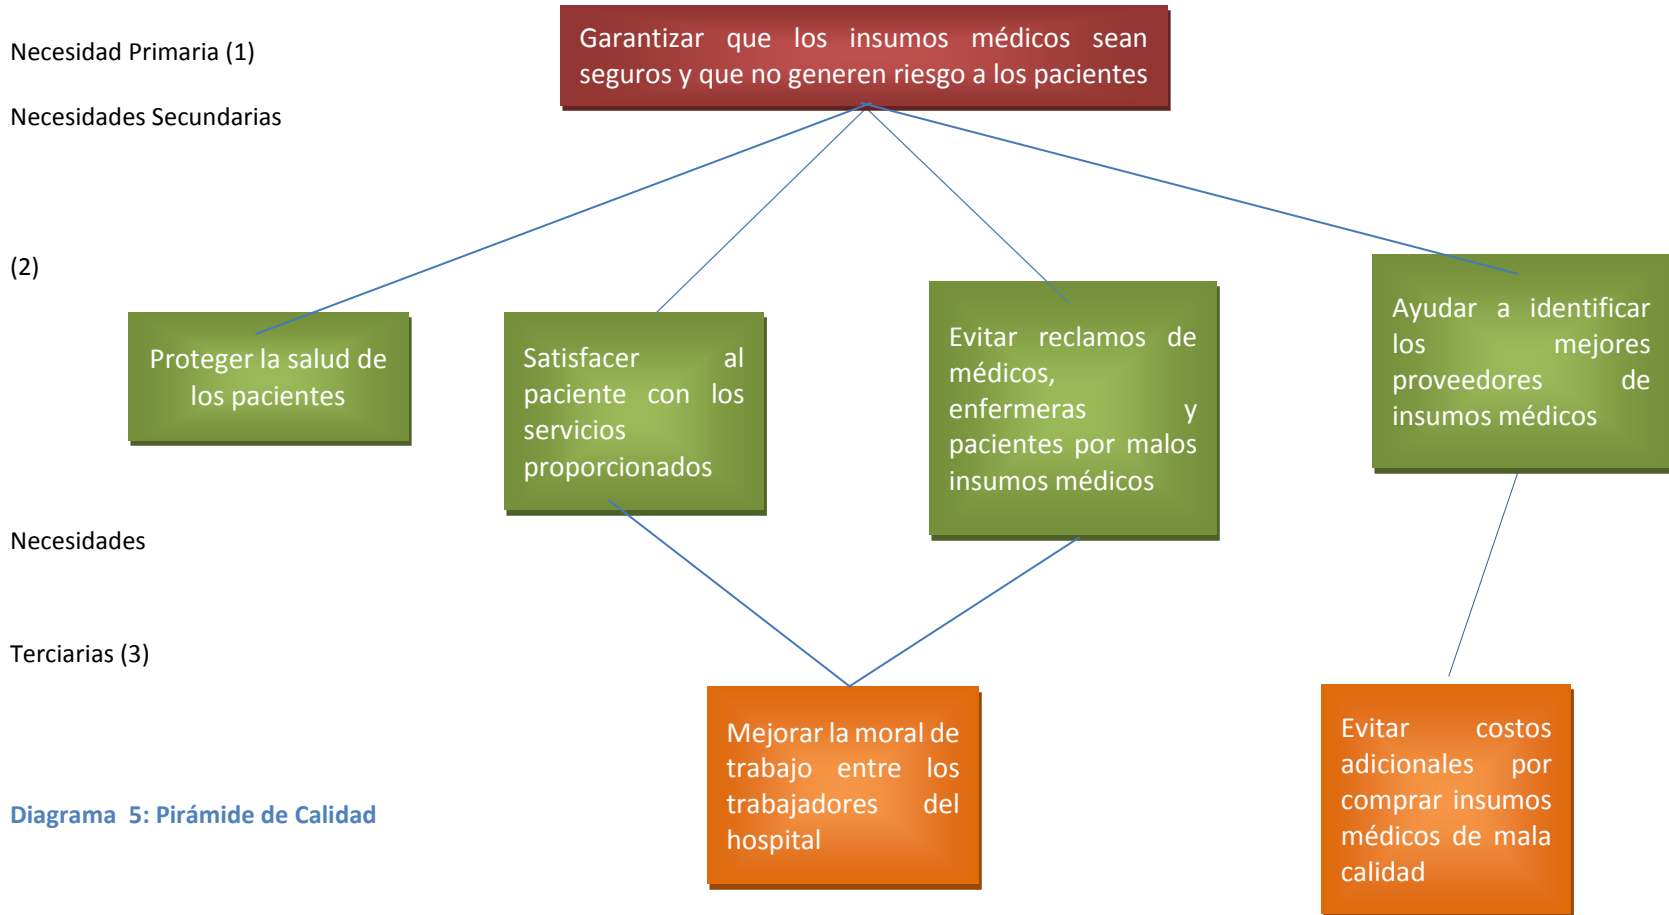 Necesidad Primaria (1)
Garantizar que los insumos médicos sean
seguros y que no generen riesgo a los pacientes
Necesidades Secundarias
(2)
Proteger la salud de
los pacientes
Satisfacer al
paciente con los
servicios
proporcionados
Evitar reclamos de
médicos,
enfermeras y
pacientes por malos
insumos médicos
Ayudar a identificar
los mejores
proveedores de
insumos médicos
Necesidades
Terciarias (3)
Mejorar la moral de
trabajo entre los
trabajadores del
hospital
Evitar costos
adicionales por
comprar insumos
médicos de mala
calidad
Diagrama 5: Pirámide de Calidad